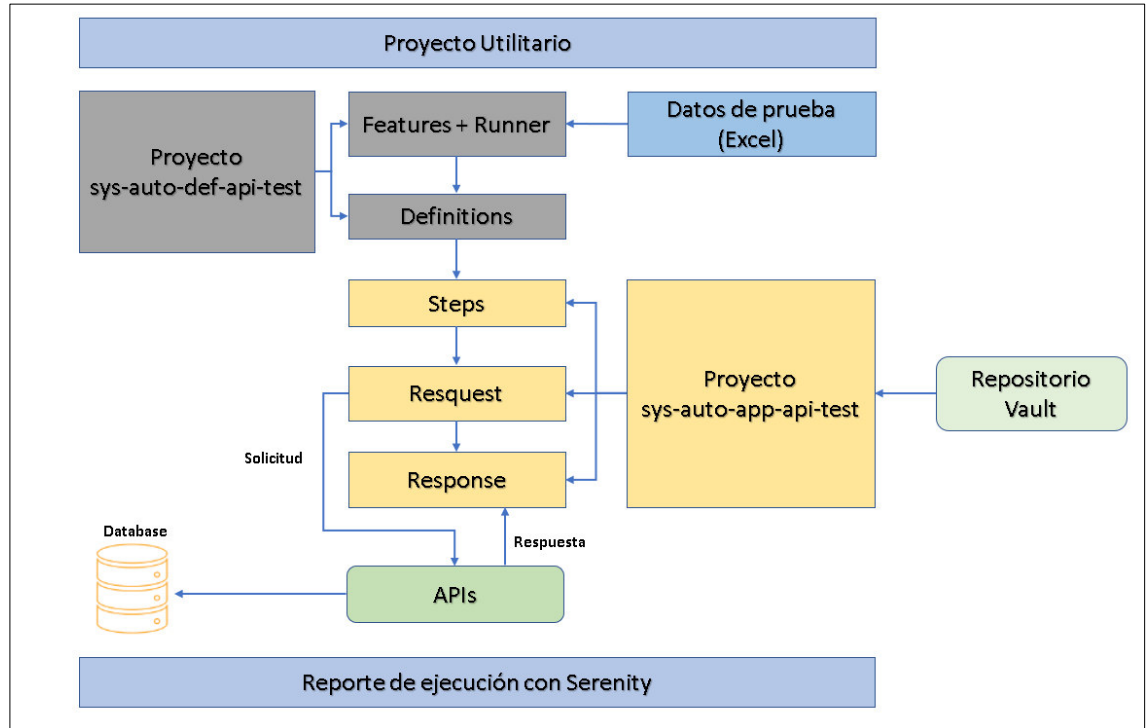 Proyecto Utilitario
Proyecto
sys-auto-def-api-test
Features + Runner
Datos de prueba
(Excel)
Definitions
Steps
Resquest
Proyecto
sys-auto-app-api-test
Repositorio
Vault
Solicitud
Response
Database
Respuesta
APIs
Reporte de ejecución con Serenity